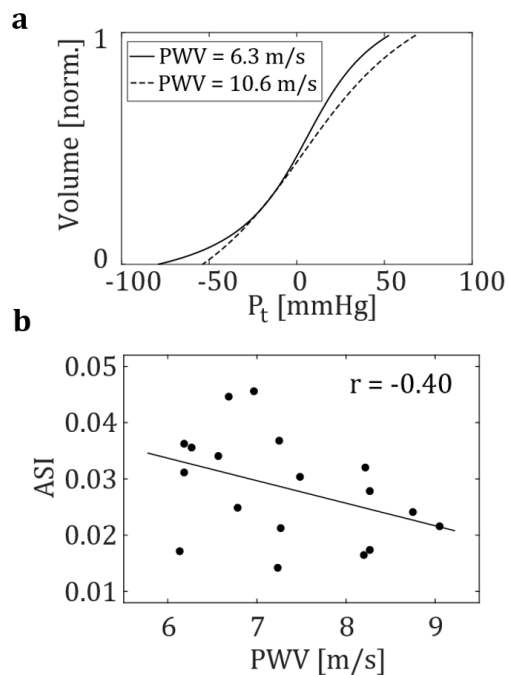 a
1
PWV = 6.3 m/s
PWV = 10.6 m/s
Volume [norm.]
0
-100 -50 0 50 100
Pt [mmHg]
b
0.05
r = -0.40
0.04
ASI
0.03
0.02
0.01
6 7 8 9
PWV [m/s]